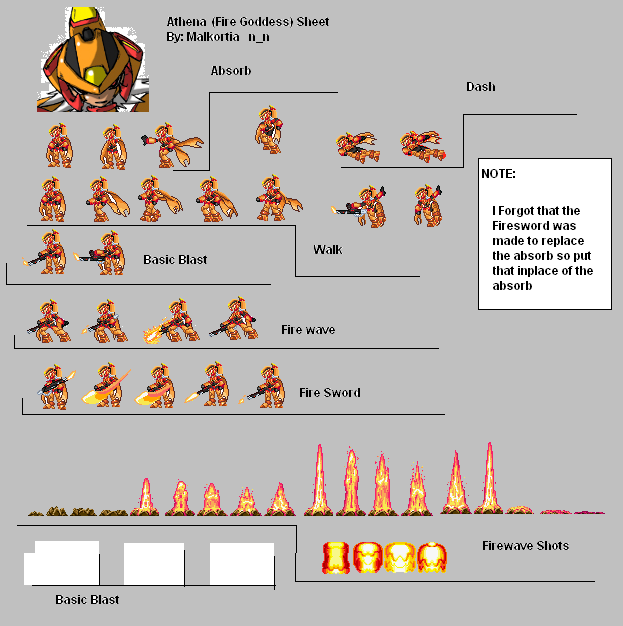 Athena (Fire Goddess) Sheet
By: Malkortia n_n
Absorb
Dash
NOTE:
I Forgot that the
Firesword was
made to replace
the absorb so put
that inplace of the
absorb
Walk
Basic Blast
Fire wave
Fire Sword
Firewave Shots
Basic Blast